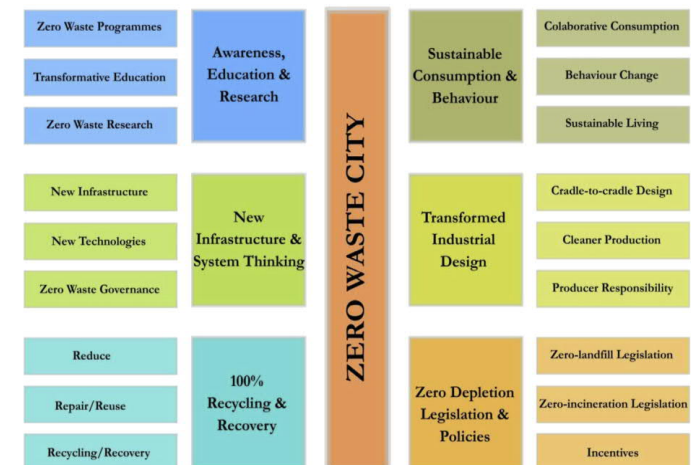 Zero Waste Programmes
Transformative Education
Zero Waste Research
Awareness,
Education &
Research
New Infrastructure
New Technologies
Zero Waste Governance
New
Infrastructure &
System Thinking
Reduce
Repair/Reuse
Recycling/Recovery
100%
Recycling &
Recovery
ZERO WASTE CITY
Sustainable
Consumption &
Behaviour
Colaborative Consumption
Behaviour Change
Sustainable Living
Transformed
Industrial
Design
Cradle-to-cradle Design
Cleaner Production
Producer Responsibility
Zero Depletion
Legislation &
Policies
Zero-landfill Legislation
Zero-incineration Legislation
Incentives